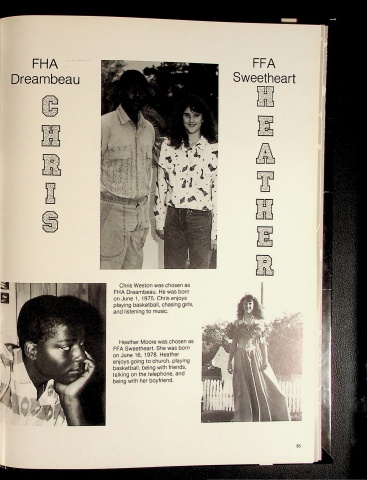 FHA
Dreambeau
CHRIS
FFA
Sweetheart
HEATHER
Chris Weston was chosen as
FHA Dreambeau. He was born
on June 1, 1975. Chris enjoys
playing basketball, chasing girls,
and listening to music.
Heather Moore was chosen as
FFA Sweetheart. She was born
on June 16, 1978. Heather
enjoys going to church, playing
basketball, being with friends,
talking on the telephone, and
being with her boyfriend.
85